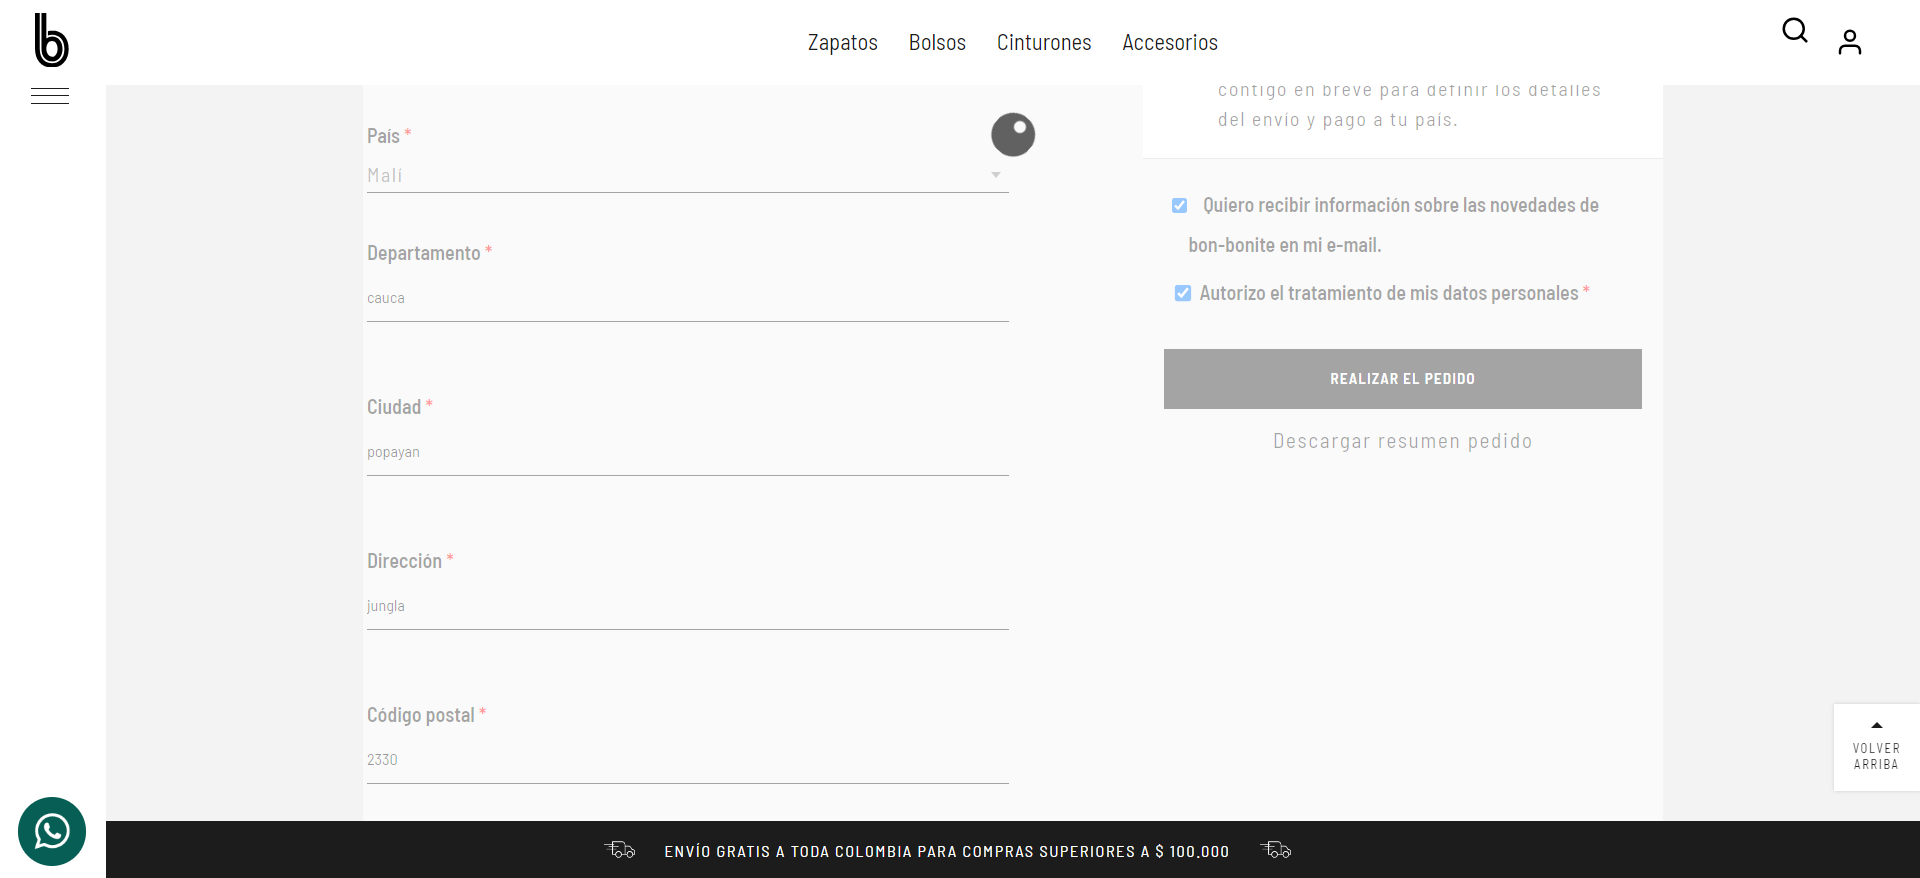 Zapatos Bolsos Cinturones Accesorios
País *
Malí
Departamento *
cauca
Ciudad *
popayan
Dirección *
jungla
Código postal *
2330
contigo en breve para definir los detalles
del envío y pago a tu país.
Quiero recibir información sobre las novedades de
bon-bonite en mi e-mail.
Autorizo el tratamiento de mis datos personales *
REALIZAR EL PEDIDO
Descargar resumen pedido
VOLVER
ARRIBA
ENVÍO GRATIS A TODA COLOMBIA PARA COMPRAS SUPERIORES A $ 100.000